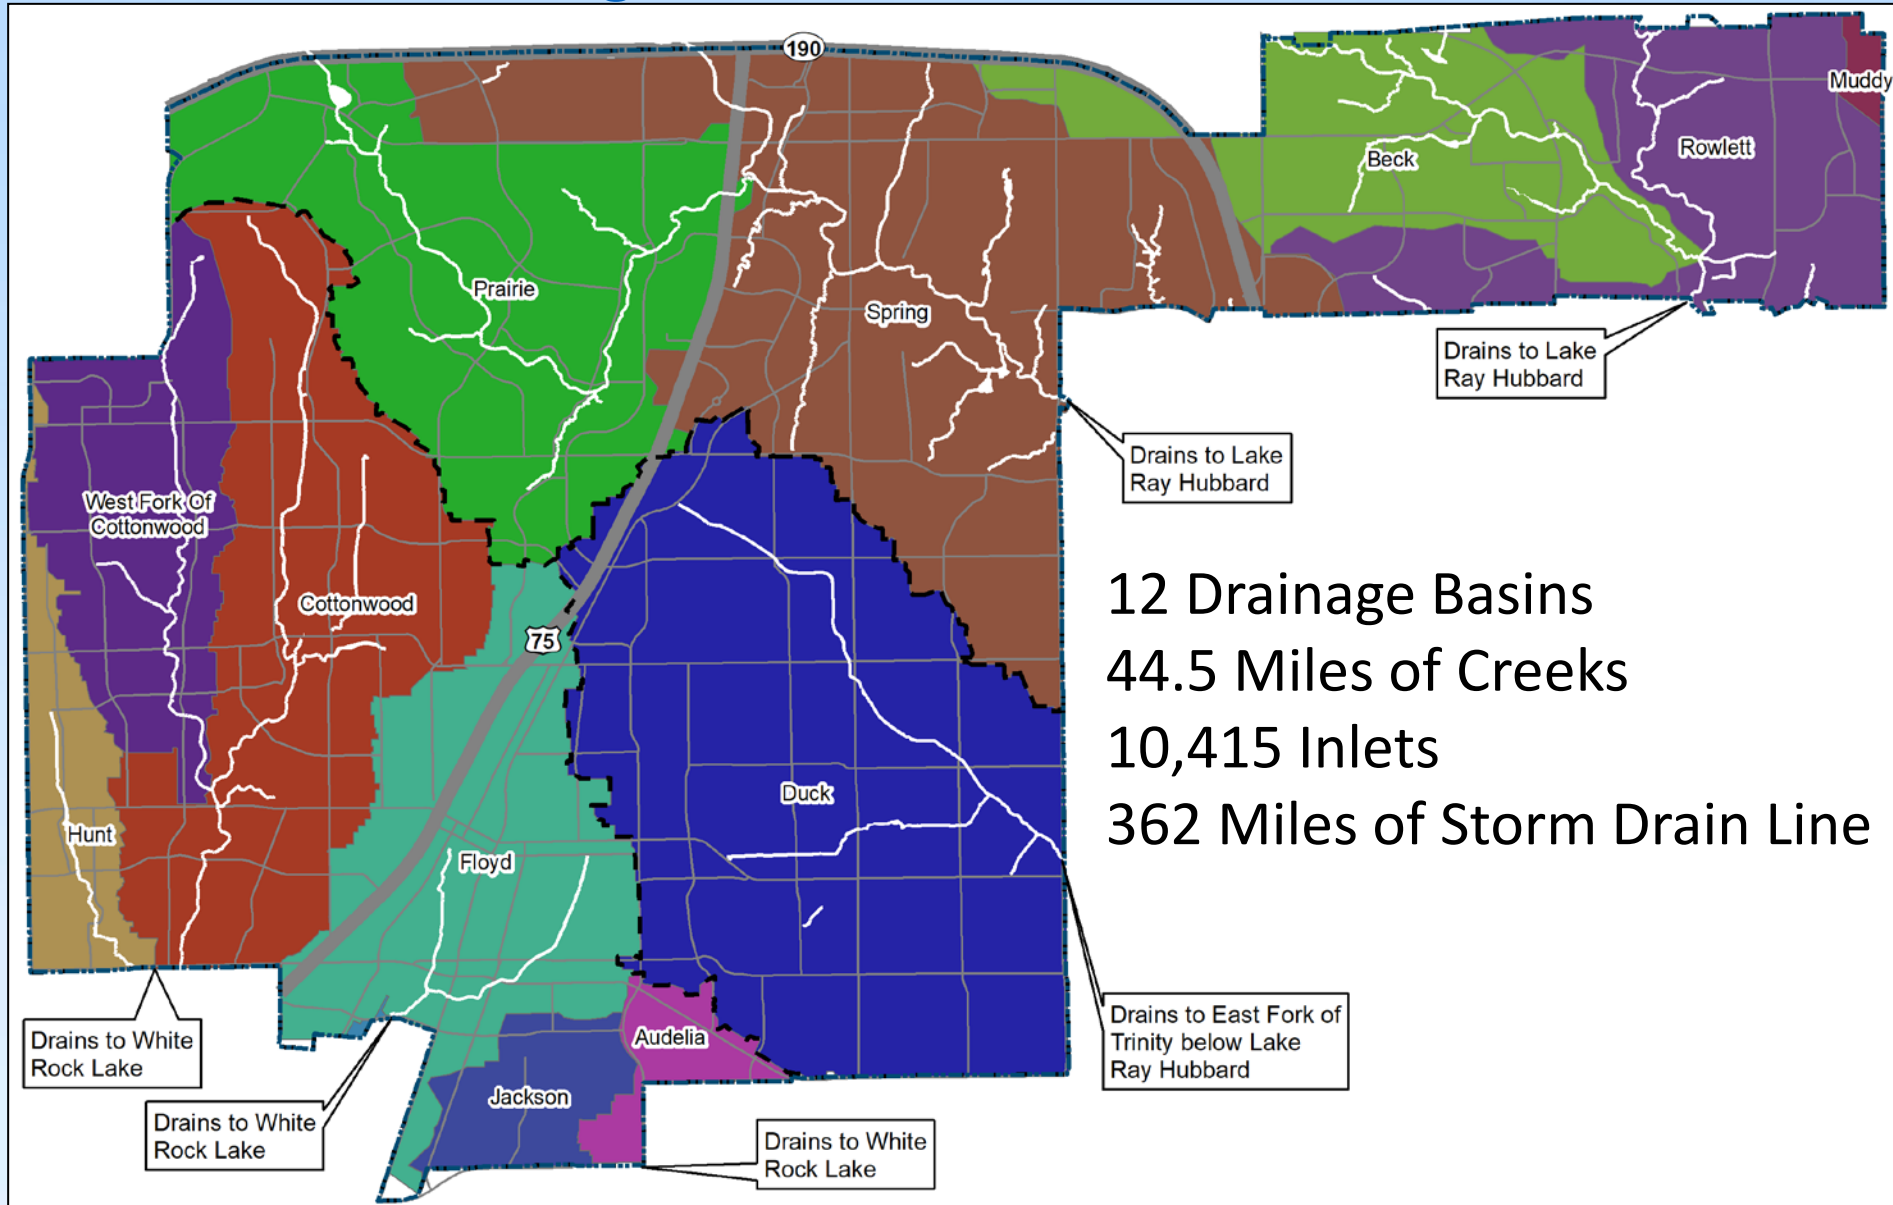 190
Muddy
Rowlett
Beck
Prairie
Spring
Drains to Lake
Ray Hubbard
Drains to Lake
Ray Hubbard
West Fork Of
Cottonwood
Cottonwood
75
12 Drainage Basins
44.5 Miles of Creeks
10,415 Inlets
362 Miles of Storm Drain Line
Duck
Hunt
Floyd
Drains to White
Rock Lake
Audelia
Drains to East Fork of
Trinity below Lake
Ray Hubbard
Jackson
Drains to White
Rock Lake
Drains to White
Rock Lake